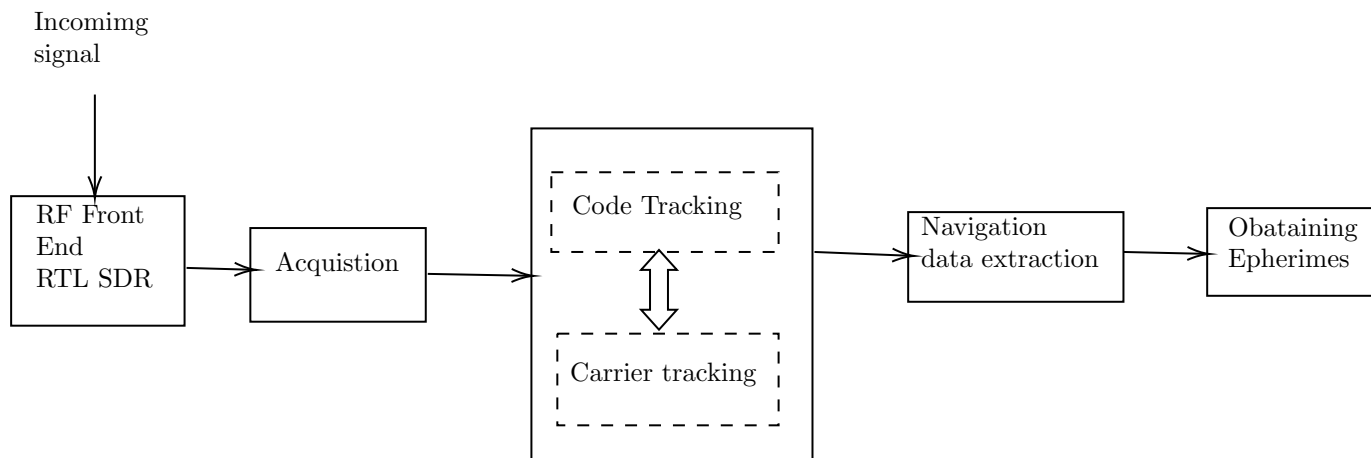 Incomimg
signal
RF Front
End
RTL SDR
Acquistion
Code Tracking
Carrier tracking
Navigation
data extraction
Obataining
Epherimes